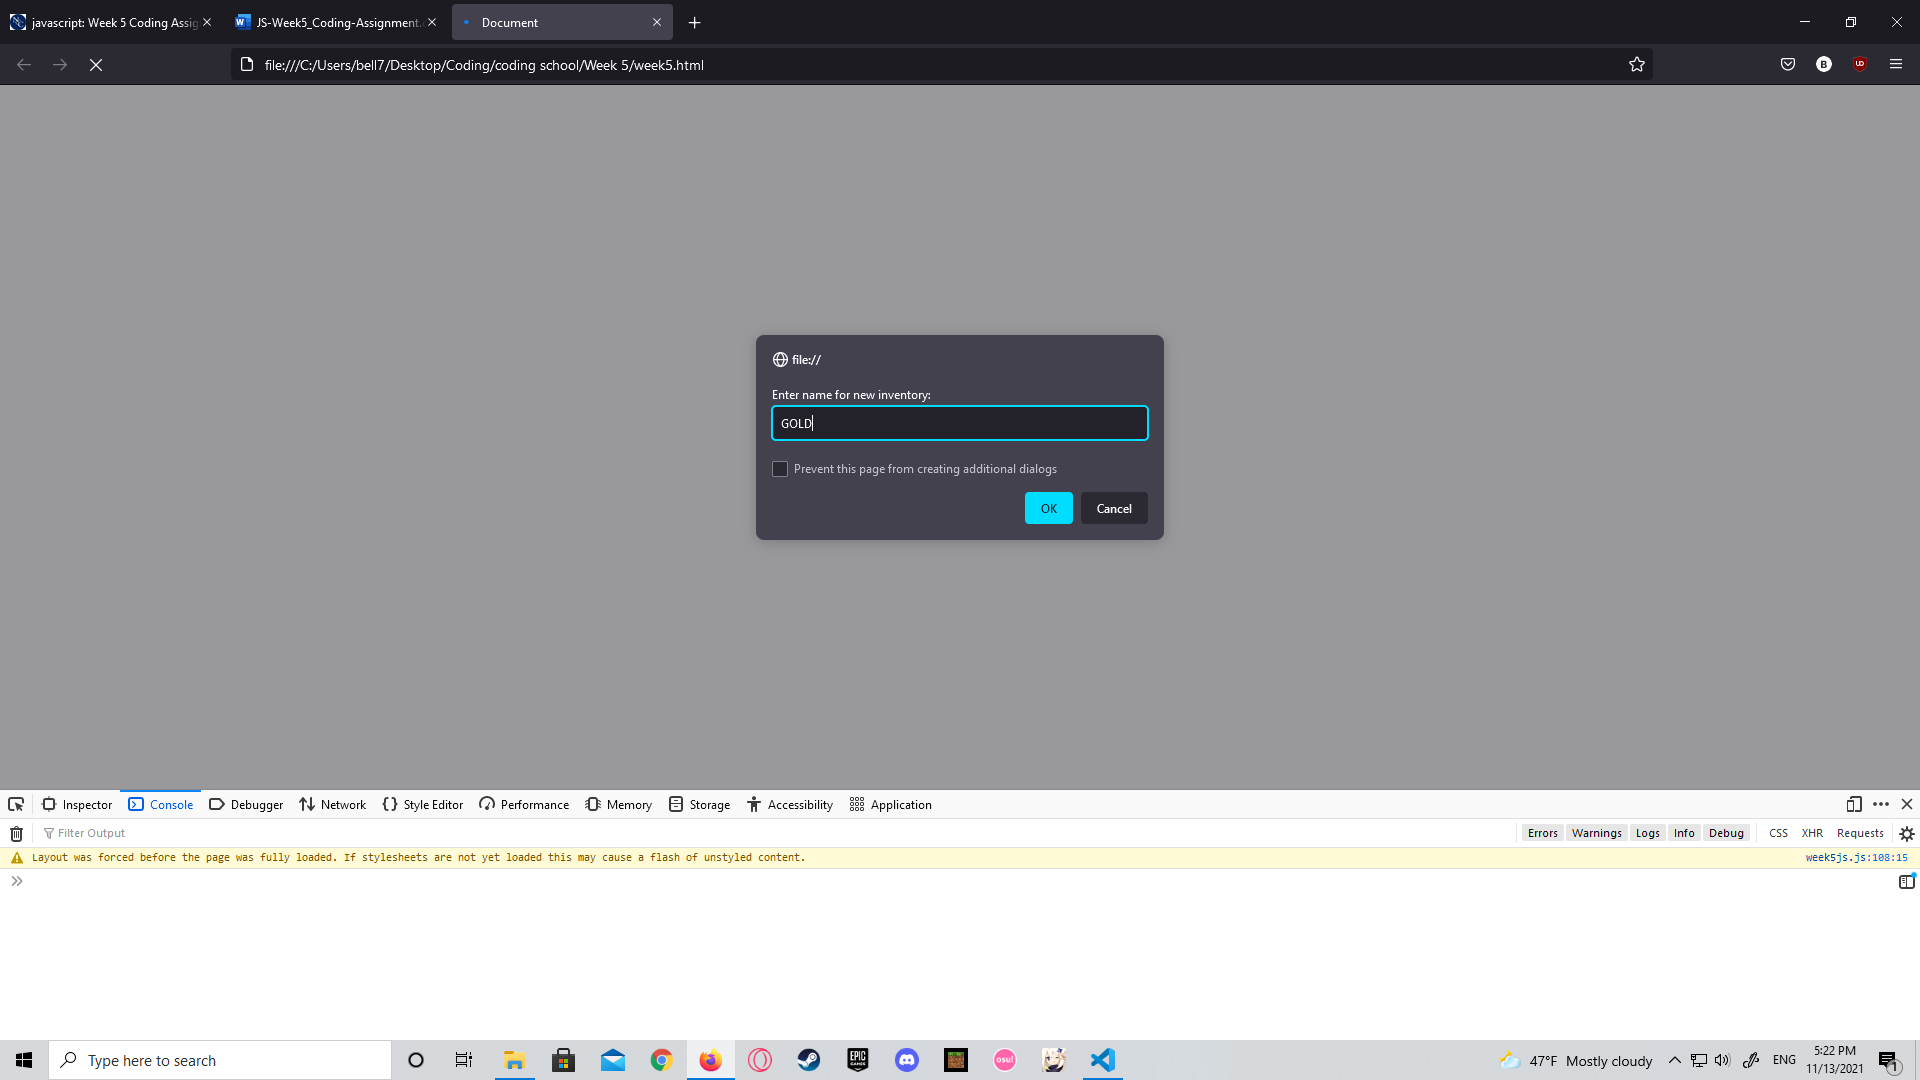 javascript: Week 5 Coding Assig
JS-Week5_Coding-Assignment.
Document
file:///C:/Users/bell7/Desktop/Coding/coding school/Week 5/week5.html
B
UD
file://
Enter name for new inventory:
GOLD
Prevent this page from creating additional dialogs
OK
Cancel
Inspector
Console
Debugger
Network
Style Editor
Performance
Memory
Storage
Accessibility
Application
Filter Output
Errors
Warnings
Logs
Info
Debug
CSS
XHR
Requests
Layout was forced before the page was fully loaded. If stylesheets are not yet loaded this may cause a flash of unstyled content.
week5js.js:108:15
Type here to search
EPIC GAMES
osu!
47°F Mostly cloudy
ENG
5:22 PM
11/13/2021
1